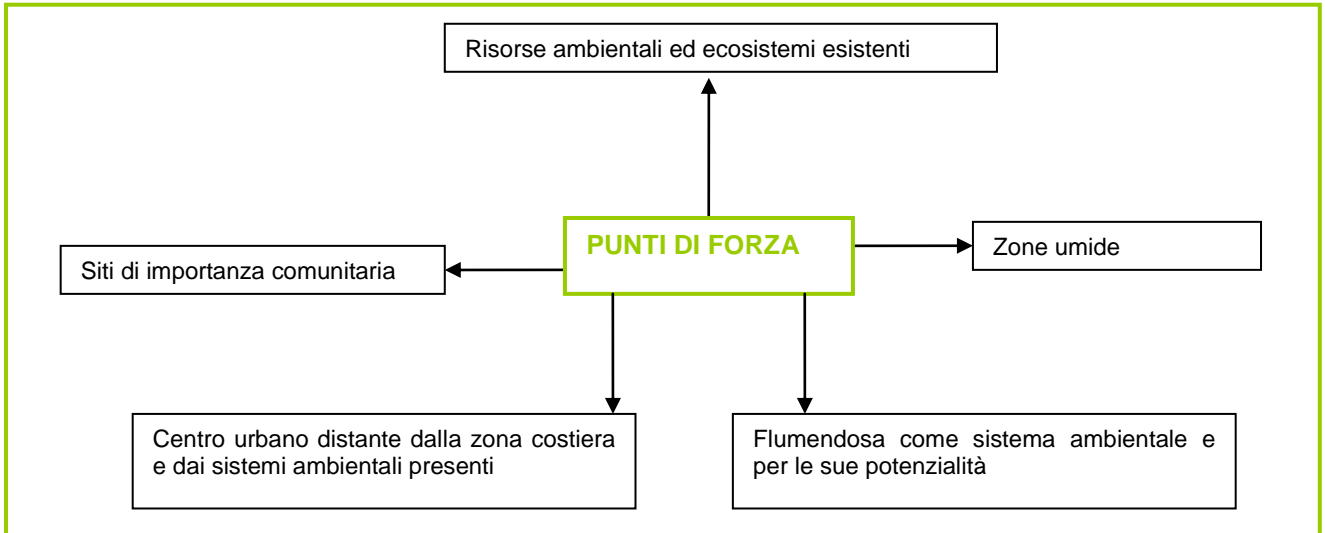 Risorse ambientali ed ecosistemi esistenti
PUNTI DI FORZA
Zone umide
Siti di importanza comunitaria
Centro urbano distante dalla zona costiera
e dai sistemi ambientali presenti
Flumendosa come sistema ambientale e
per le sue potenzialità